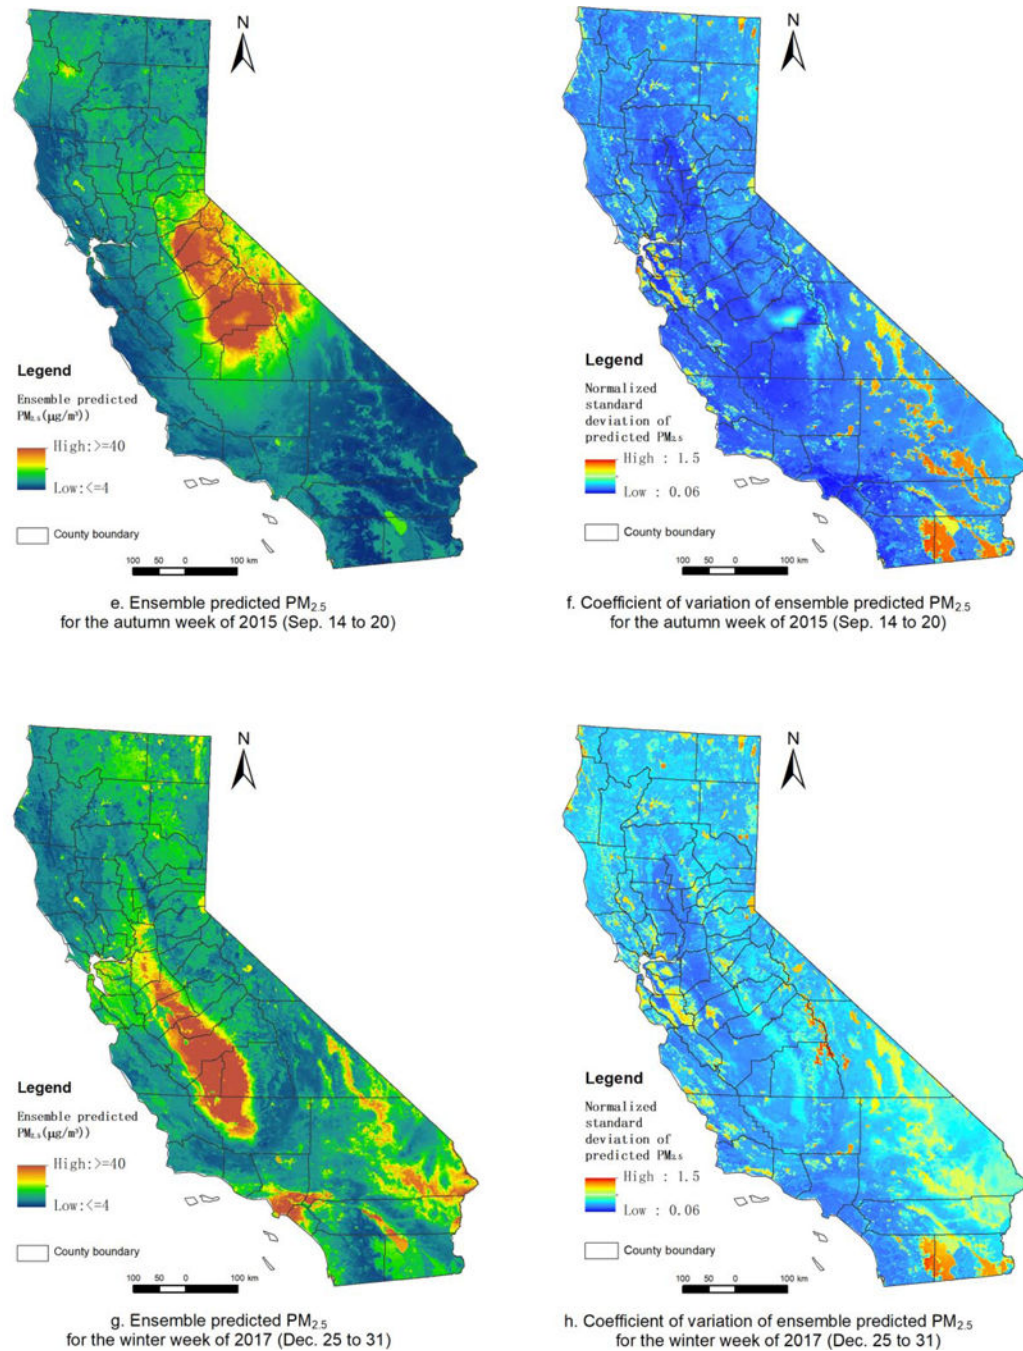 N
Legend
Ensemble predicted
PM₂.₅(μg/m³))
High:>=40
Low:<=4
County boundary
100 50 0 100 km
e. Ensemble predicted PM₂.₅
for the autumn week of 2015 (Sep. 14 to 20)
N
Legend
Normalized
standard
deviation of
predicted PM₂.₅
High : 1.5
Low : 0.06
County boundary
100 50 0 100 km
f. Coefficient of variation of ensemble predicted PM₂.₅
for the autumn week of 2015 (Sep. 14 to 20)
N
Legend
Ensemble predicted
PM₂.₅(μg/m³))
High:>=40
Low:<=4
County boundary
100 50 0 100 km
g. Ensemble predicted PM₂.₅
for the winter week of 2017 (Dec. 25 to 31)
N
Legend
Normalized
standard
deviation of
predicted PM₂.₅
High : 1.5
Low : 0.06
County boundary
100 50 0 100 km
h. Coefficient of variation of ensemble predicted PM₂.₅
for the winter week of 2017 (Dec. 25 to 31)